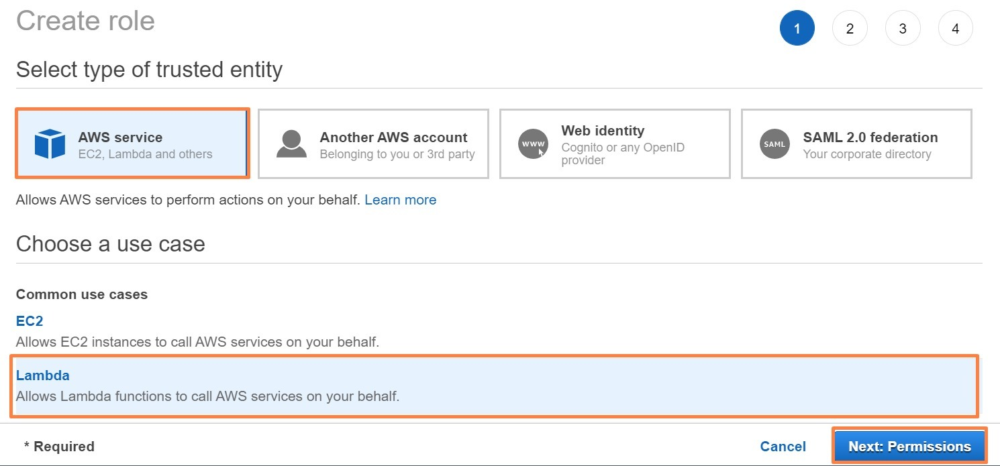 Create role
1 2 3 4
Select type of trusted entity
AWS service
EC2, Lambda and others
Another AWS account
Belonging to you or 3rd party
www
Web identity
Cognito or any OpenID
provider
SAML
SAML 2.0 federation
Your corporate directory
Allows AWS services to perform actions on your behalf. Learn more
Choose a use case
Common use cases
EC2
Allows EC2 instances to call AWS services on your behalf.
Lambda
Allows Lambda functions to call AWS services on your behalf.
* Required
Cancel
Next: Permissions